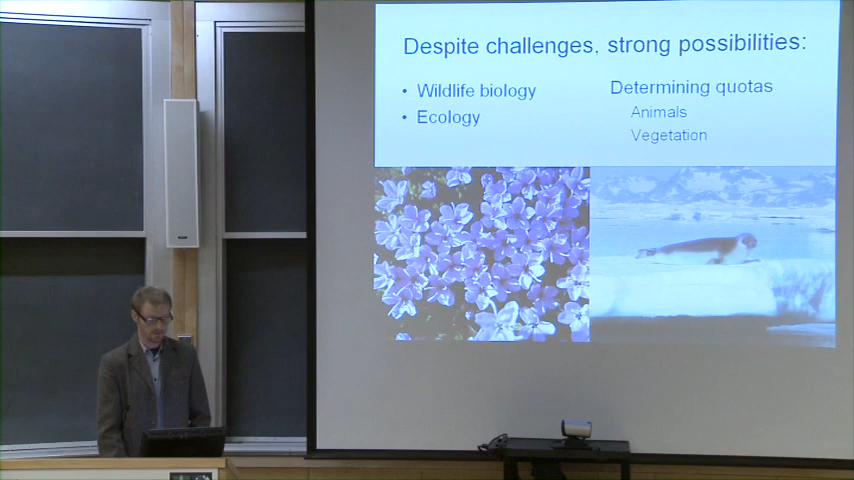 Despite challenges, strong possibilities:
• Wildlife biology
• Ecology
Determining quotas
Animals
Vegetation